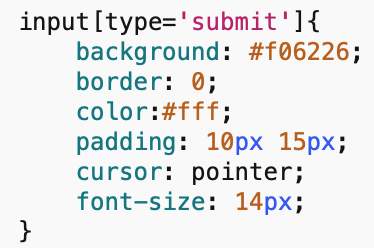 input[type='submit']{
    background: #f06226;
    border: 0;
    color:#fff;
    padding: 10px 15px;
    cursor: pointer;
    font-size: 14px;
}